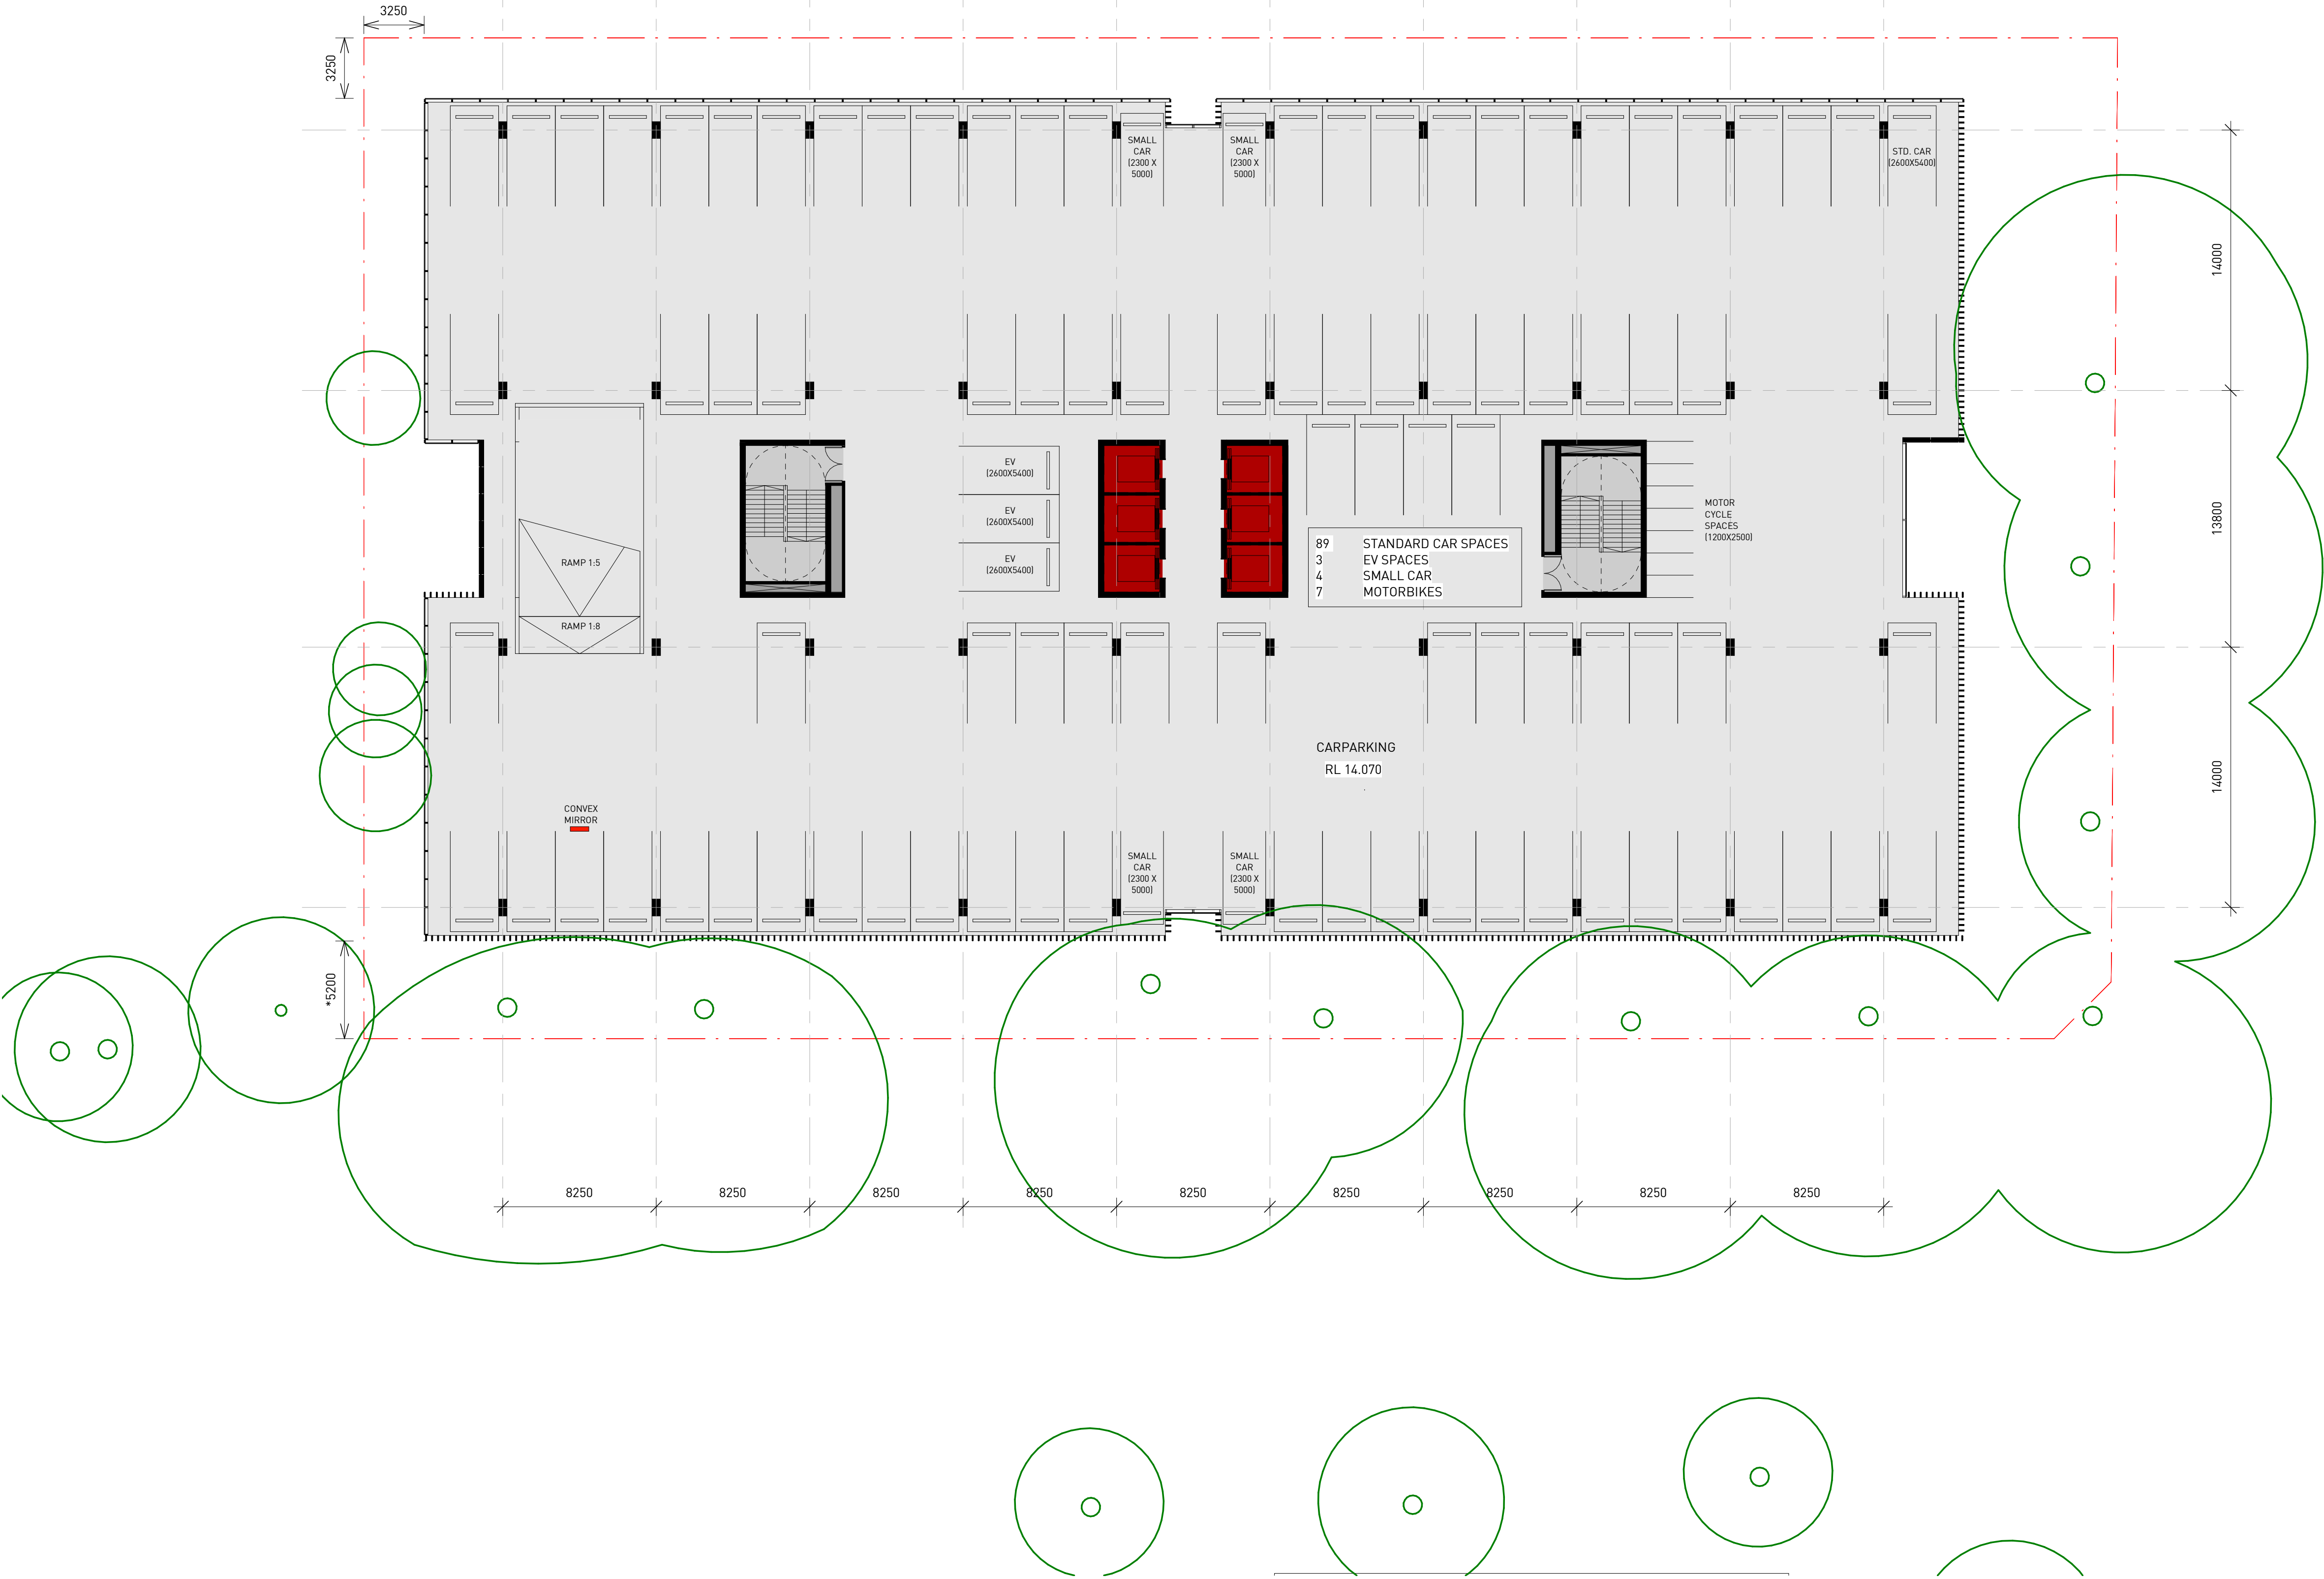 3250
3250
SMALL
CAR
(2300 X
5000)
SMALL
CAR
(2300 X
5000)
STD. CAR
(2600X5400)
14000
EV
(2600X5400)
EV
(2600X5400)
EV
(2600X5400)
RAMP 1:5
RAMP 1:8
89 STANDARD CAR SPACES
3 EV SPACES
4 SMALL CAR
7 MOTORBIKES
MOTOR
CYCLE
SPACES
(1200X2500)
13800
CARPARKING
RL 14.070
14000
CONVEX
MIRROR
SMALL
CAR
(2300 X
5000)
SMALL
CAR
(2300 X
5000)
*5200
8250 8250 8250 8250 8250 8250 8250 8250 8250